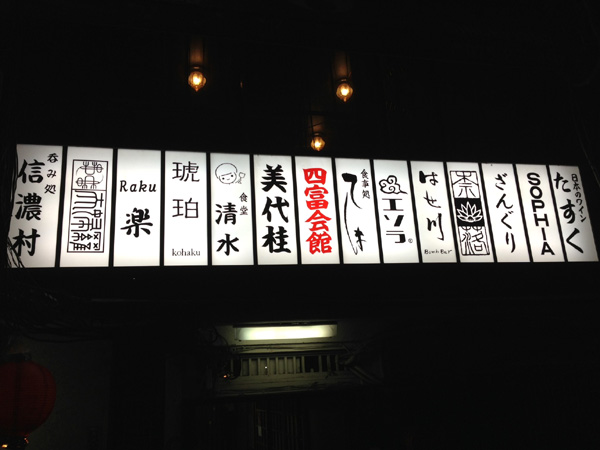 呑み処
信濃村
Raku
楽
琥珀
kohaku
食堂
清水
美代桂
四富会館
食事処
エソラ
はせ川
ざんぐり
SOPHIA
日本のワイン
たすく